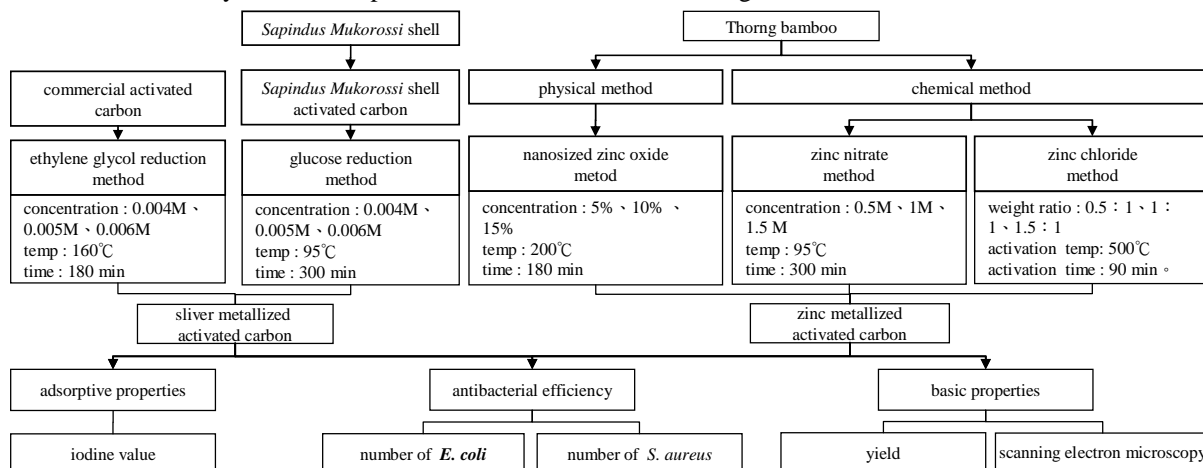 Sapindus Mukorossi shell
Thorng bamboo
commercial activated
carbon
Sapindus Mukorossi shell
activated carbon
physical method
chemical method
ethylene glycol reduction
method
glucose reduction
method
nanosized zinc oxide
metod
zinc nitrate
method
zinc chloride
method
concentration : 0.004M、
0.005M、0.006M
temp : 160℃
time : 180 min
concentration : 0.004M、
0.005M、0.006M
temp : 95℃
time : 300 min
concentration : 5%、10% 、
15%
temp : 200℃
time : 180 min
concentration : 0.5M、1M、
1.5 M
temp : 95℃
time : 300 min
weight ratio : 0.5：1、1：
1、1.5：1
activation temp: 500℃
activation time : 90 min。
sliver metallized
activated carbon
zinc metallized
activated carbon
adsorptive properties
antibacterial efficiency
basic properties
iodine value
number of E. coli
number of S. aureus
yield
scanning electron microscopy